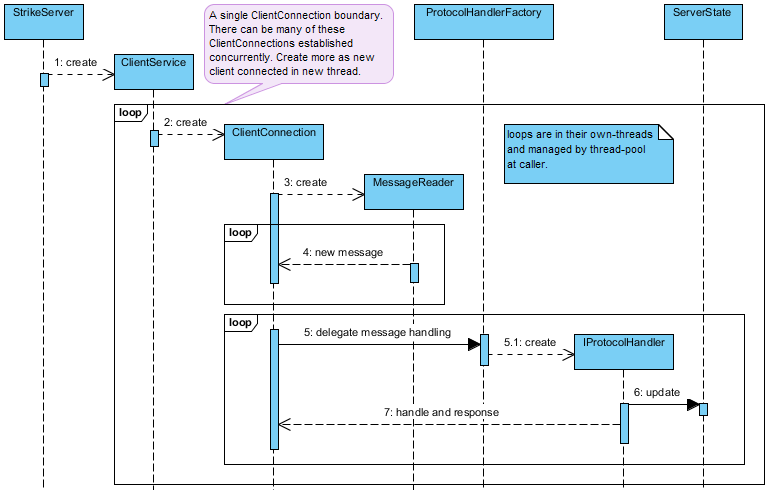 StrikeServer
A single ClientConnection boundary.
There can be many of these
ClientConnections established
concurrently. Create more as new
client connected in new thread.
ProtocolHandlerFactory
ServerState
1: create
ClientService
loop
2: create
ClientConnection
loops are in their own-threads
and managed by thread-pool
at caller.
3: create
MessageReader
loop
4: new message
loop
5: delegate message handling
5.1: create
IProtocolHandler
6: update
7: handle and response